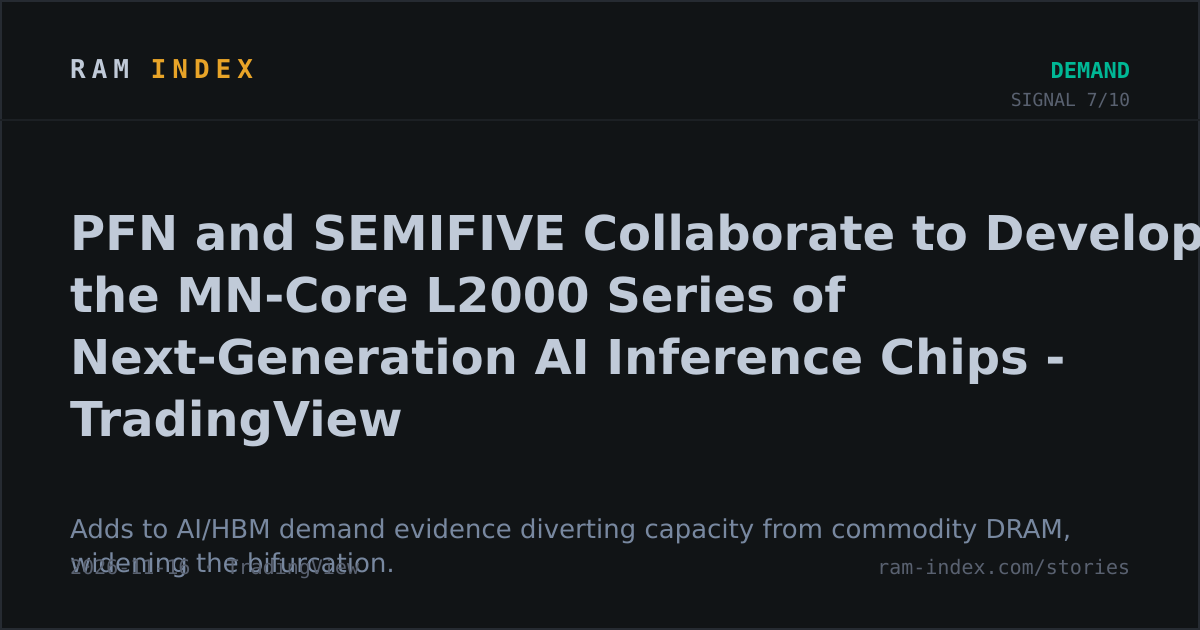 RAM INDEX
DEMAND
SIGNAL 7/10
PFN and SEMIFIVE Collaborate to Develop
the MN-Core L2000 Series of
Next-Generation AI Inference Chips -
TradingView
Adds to AI/HBM demand evidence diverting capacity from commodity DRAM,
widening the bifurcation.
TradingView
ram-index.com/stories